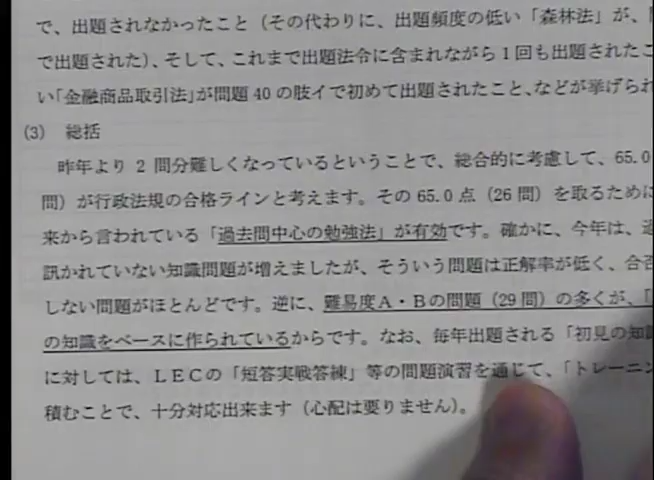 で、出題されなかったこと（その代わりに、出題頻度の低い「森林法」が、
で出題された）、そして、これまで出題法令に含まれながら１回も出題されたこ
い「金融商品取引法」が問題 40 の肢イで初めて出題されたこと、などが挙げられ
(3) 総括
昨年より 2 問分難しくなっているということで、総合的に考慮して、65.0
問）が行政法規の合格ラインと考えます。その 65.0 点（26 問）を取るために
来から言われている「過去問中心の勉強法」が有効です。確かに、今年は、過
訊かれていない知識問題が増えましたが、そういう問題は正解率が低く、合否
しない問題がほとんどです。逆に、難易度Ａ・Ｂの問題（29 問）の多くが、「
の知識をベースに作られているからです。なお、毎年出題される「初見の知識
に対しては、ＬＥＣの「短答実戦答練」等の問題演習を通じて、「トレーニン
積むことで、十分対応出来ます（心配は要りません）。